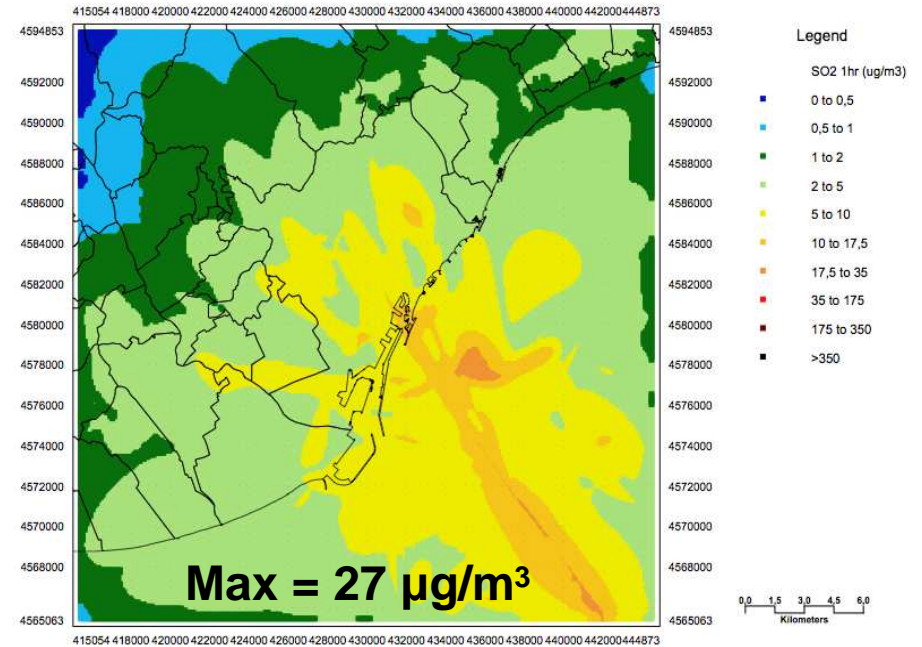 415054 418000 420000 422000 424000 426000 428000 430000 432000 434000 436000 438000 440000 442000 444873
4594853
4592000
4590000
4588000
4586000
4584000
4582000
4580000
4578000
4576000
4574000
4572000
4570000
4568000
4565063
Max = 27 µg/m³
4594853
4592000
4590000
4588000
4586000
4584000
4582000
4580000
4578000
4576000
4574000
4572000
4570000
4568000
4565063
415054 418000 420000 422000 424000 426000 428000 430000 432000 434000 436000 438000 440000 442000 444873
Legend
SO2 1hr (ug/m3)
0 to 0,5
0,5 to 1
1 to 2
2 to 5
5 to 10
10 to 17,5
17,5 to 35
35 to 175
175 to 350
>350
0,0 1,5 3,0 4,5 6,0
Kilometers